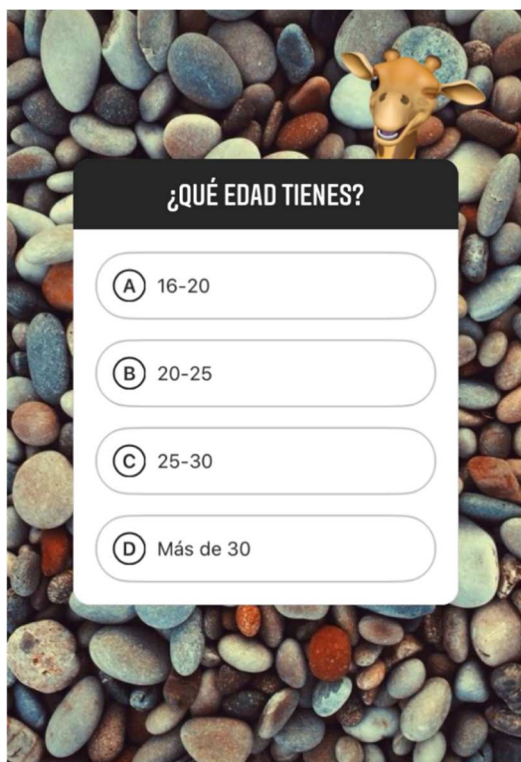 ¿QUÉ EDAD TIENES?
A 16-20
B 20-25
C 25-30
D Más de 30